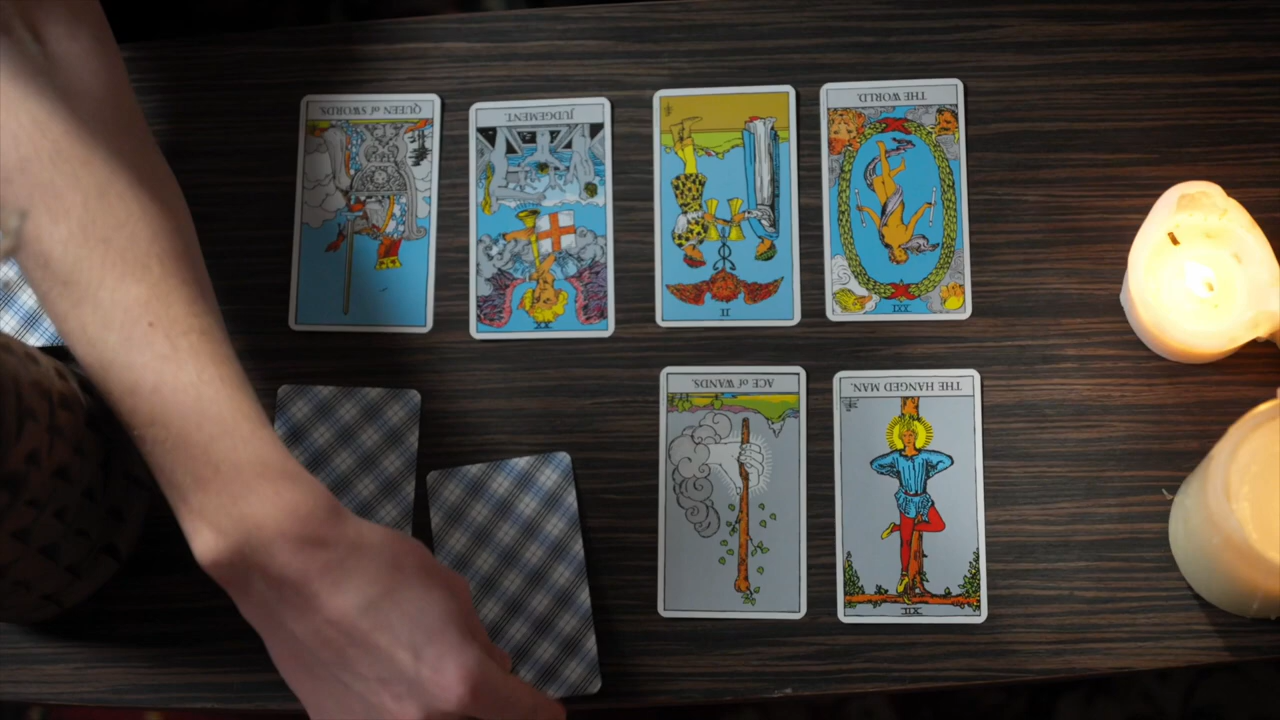 QUEEN of SWORDS.
JUDGEMENT.
XX
II
THE WORLD.
XXI
ACE of WANDS.
THE HANGED MAN.
XII